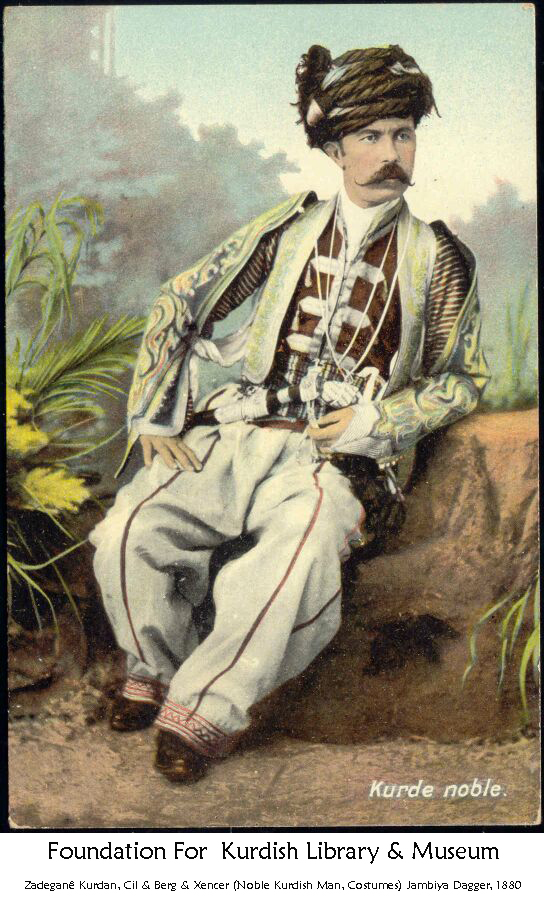 Kurde noble.
Foundation For Kurdish Library & Museum
Zadeganê Kurdan, Cil & Berg & Xencer (Noble Kurdish Man, Costumes) Jambiya Dagger, 1880